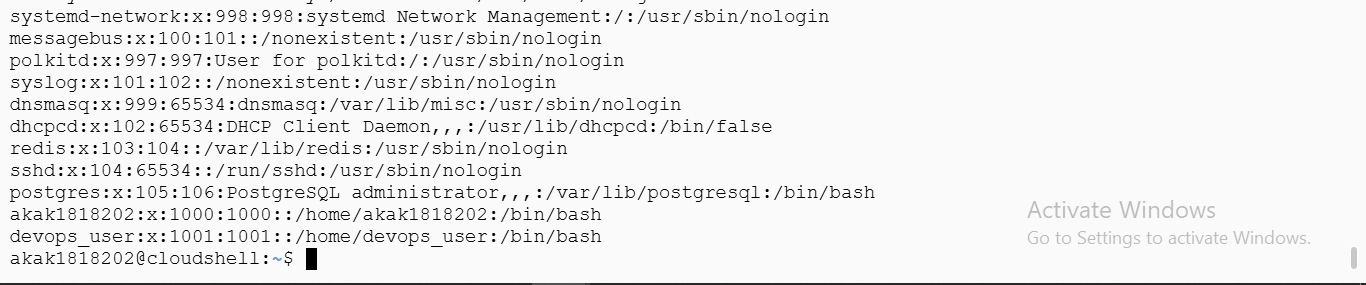 systemd-network:x:998:998:systemd Network Management:/:/usr/sbin/nologin
messagebus:x:100:101::/nonexistent:/usr/sbin/nologin
polkitd:x:997:997:User for polkitd:/:/usr/sbin/nologin
syslog:x:101:102::/nonexistent:/usr/sbin/nologin
dnsmasq:x:999:65534:dnsmasq:/var/lib/misc:/usr/sbin/nologin
dhcpcd:x:102:65534:DHCP Client Daemon,,,:/usr/lib/dhcpcd:/bin/false
redis:x:103:104::/var/lib/redis:/usr/sbin/nologin
sshd:x:104:65534::/run/sshd:/usr/sbin/nologin
postgres:x:105:106:PostgreSQL administrator,,,:/var/lib/postgresql:/bin/bash
akak1818202:x:1000:1000::/home/akak1818202:/bin/bash
devops_user:x:1001:1001::/home/devops_user:/bin/bash
akak1818202@cloudshell:~$
Activate Windows
Go to Settings to activate Windows.